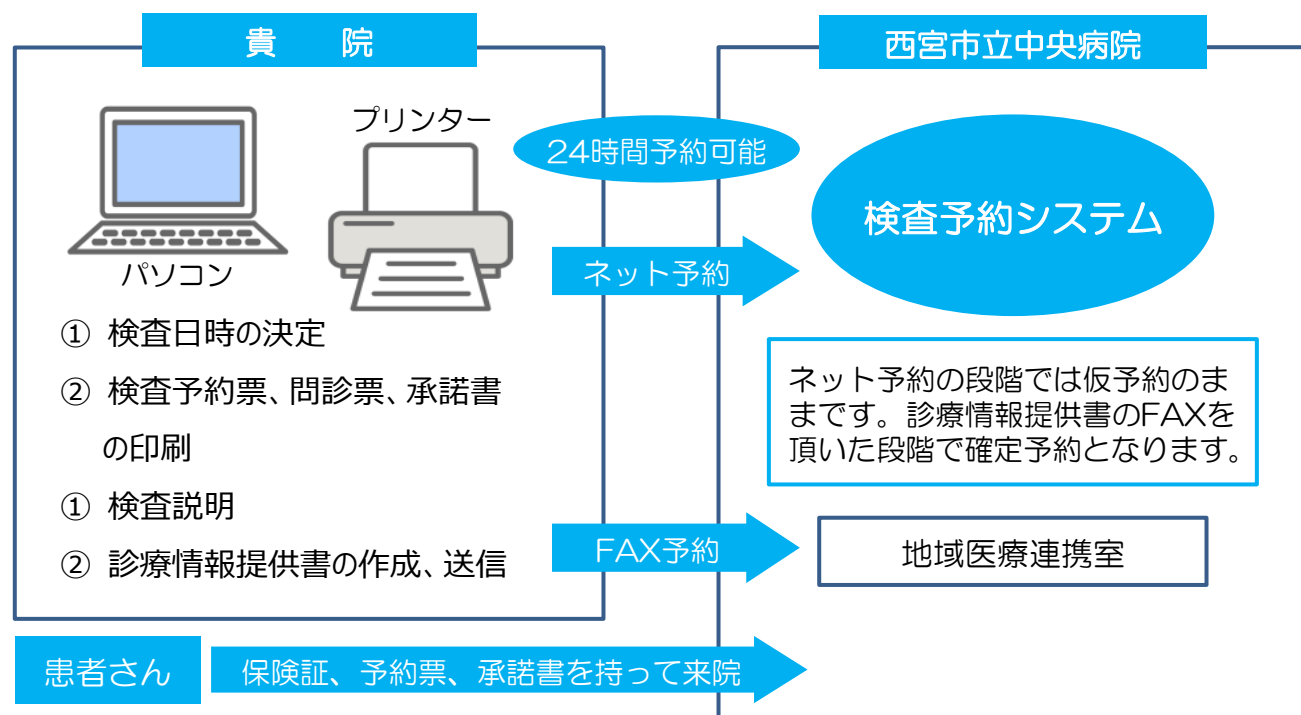 貴　院
プリンター
パソコン
① 検査日時の決定
② 検査予約票、問診票、承諾書
の印刷
① 検査説明
② 診療情報提供書の作成、送信
24時間予約可能
ネット予約
FAX予約
西宮市立中央病院
検査予約システム
ネット予約の段階では仮予約のま
まです。診療情報提供書のFAXを
頂いた段階で確定予約となります。
地域医療連携室
患者さん
保険証、予約票、承諾書を持って来院